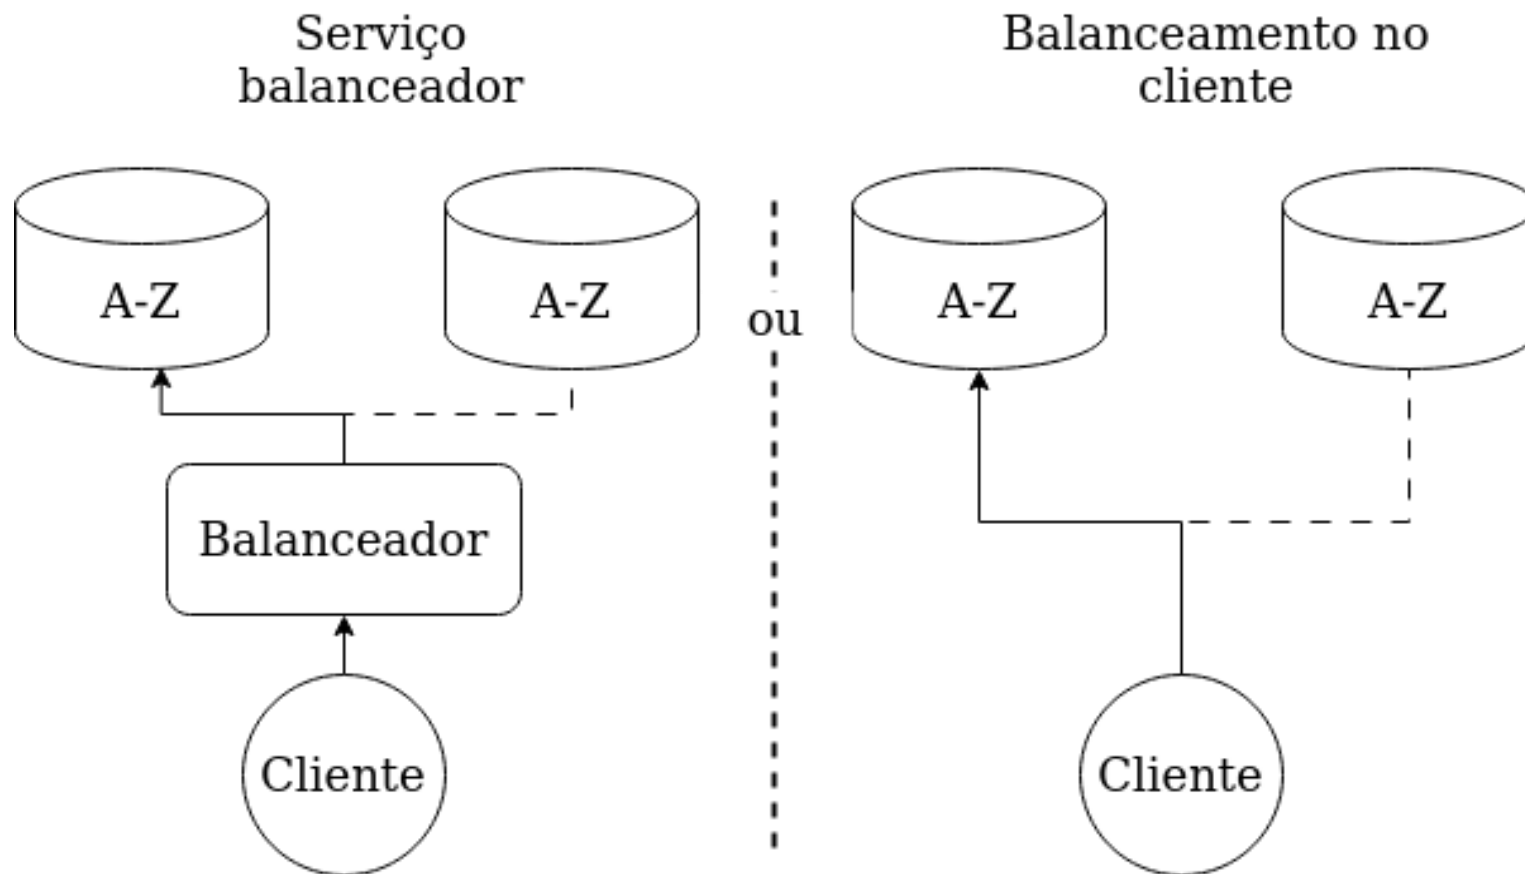 Serviço
balanceador
A-Z
A-Z
Balanceador
Cliente
ou
Balanceamento no
cliente
A-Z
A-Z
Cliente